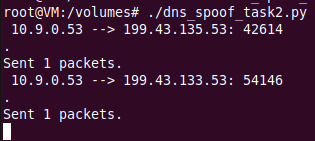 root@VM:/volumes# ./dns_spoof_task2.py
10.9.0.53 --> 199.43.135.53: 42614
.
Sent 1 packets.
10.9.0.53 --> 199.43.133.53: 54146
.
Sent 1 packets.